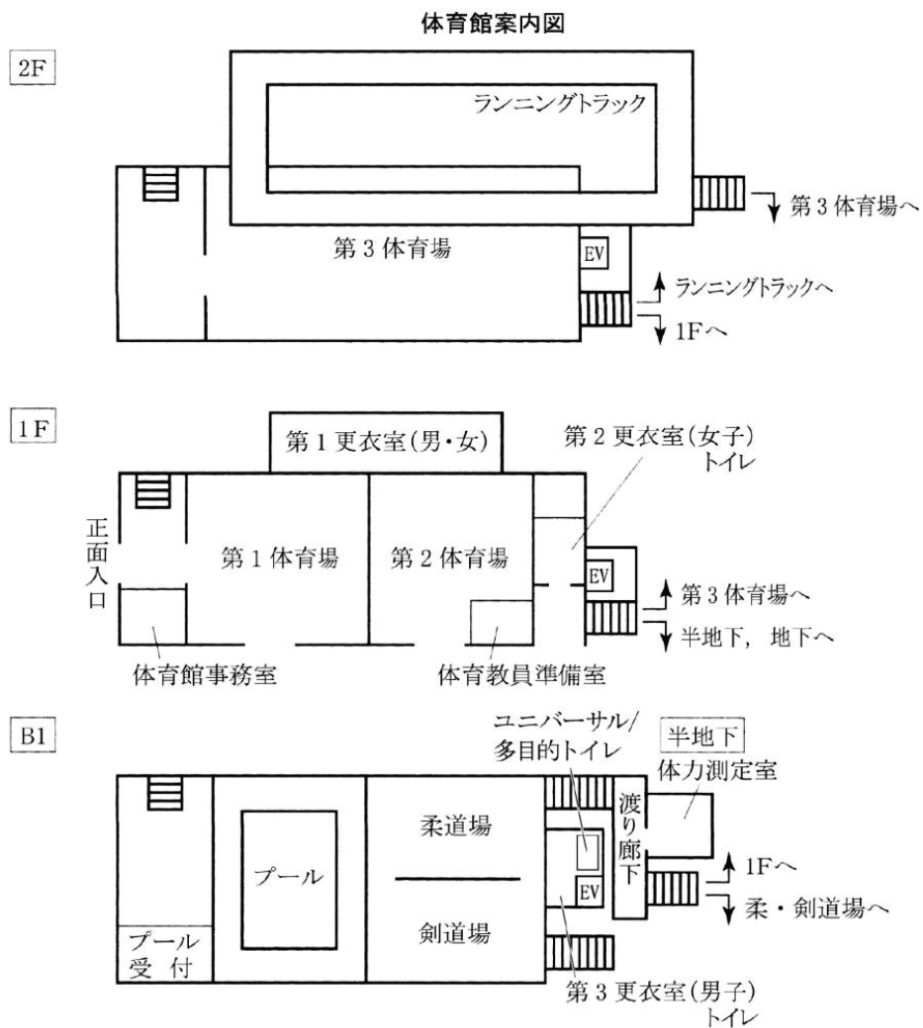 体育館案内図
2F
ランニングトラック
第3体育場へ
第3体育場
EV
ランニングトラックへ
1Fへ
1F
第1更衣室(男・女)
第2更衣室(女子)
トイレ
正面入口
第1体育場
第2体育場
EV
第3体育場へ
半地下,地下へ
体育館事務室
体育教員準備室
B1
ユニバーサル/
多目的トイレ
半地下
体力測定室
渡り廊下
柔道場
プール
1Fへ
EV
柔・剣道場へ
剣道場
プール
受付
第3更衣室(男子)
トイレ